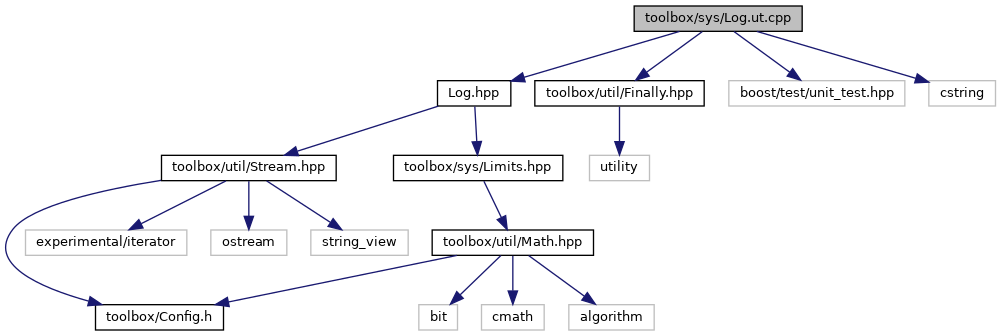 toolbox/sys/Log.ut.cpp
Log.hpp
toolbox/util/Finally.hpp
boost/test/unit_test.hpp
cstring
toolbox/util/Stream.hpp
toolbox/sys/Limits.hpp
utility
experimental/iterator
ostream
string_view
toolbox/util/Math.hpp
toolbox/Config.h
bit
cmath
algorithm